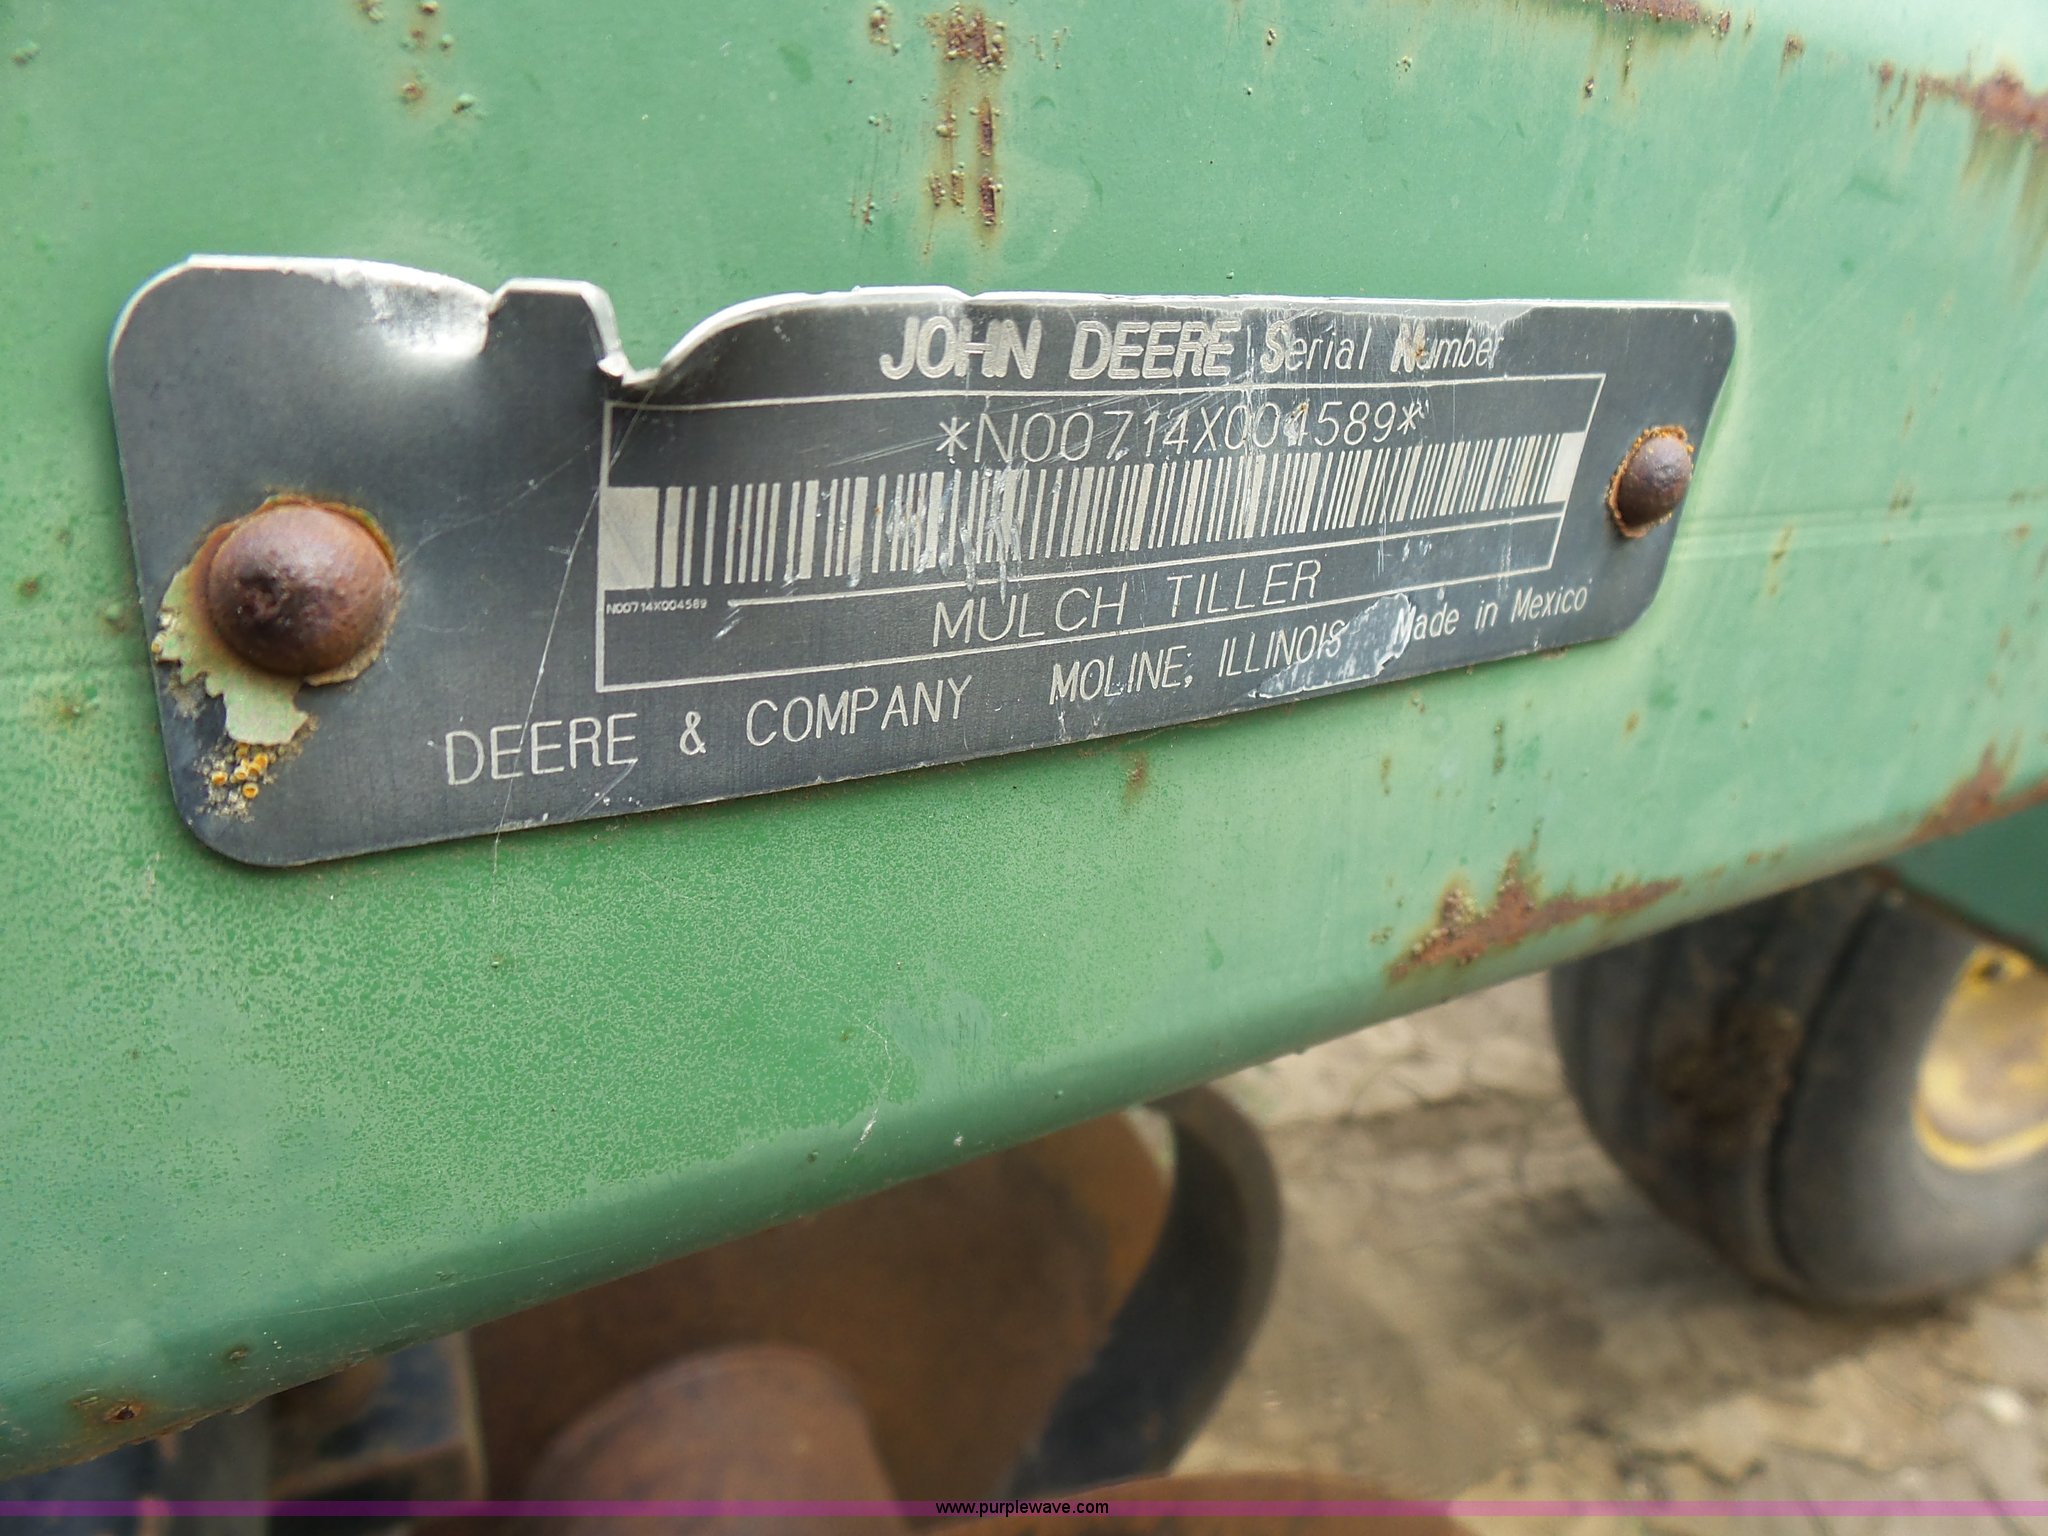 JOHN DEERE Serial Number
*N00714X004589*
N00714X004589
MULCH TILLER
DEERE & COMPANY MOLINE, ILLINOIS Made in Mexico
www.purplewave.com